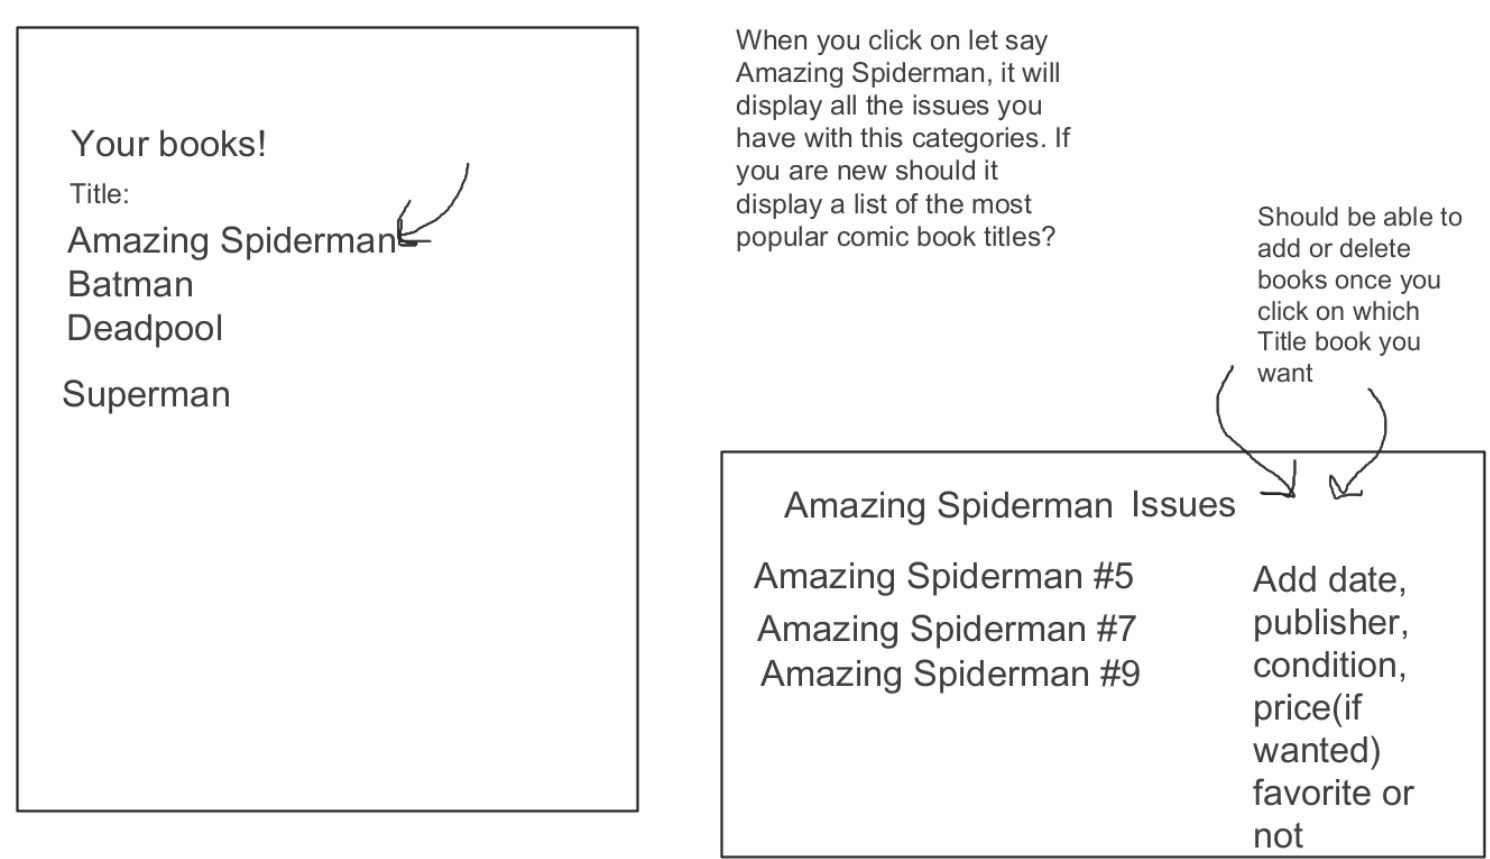 Your books!
Title:
Amazing Spiderman
Batman
Deadpool
Superman
When you click on let say
Amazing Spiderman, it will
display all the issues you
have with this categories. If
you are new should it
display a list of the most
popular comic book titles?
Should be able to
add or delete
books once you
click on which
Title book you
want
Amazing Spiderman Issues
Amazing Spiderman #5
Amazing Spiderman #7
Amazing Spiderman #9
Add date,
publisher,
condition,
price(if
wanted)
favorite or
not